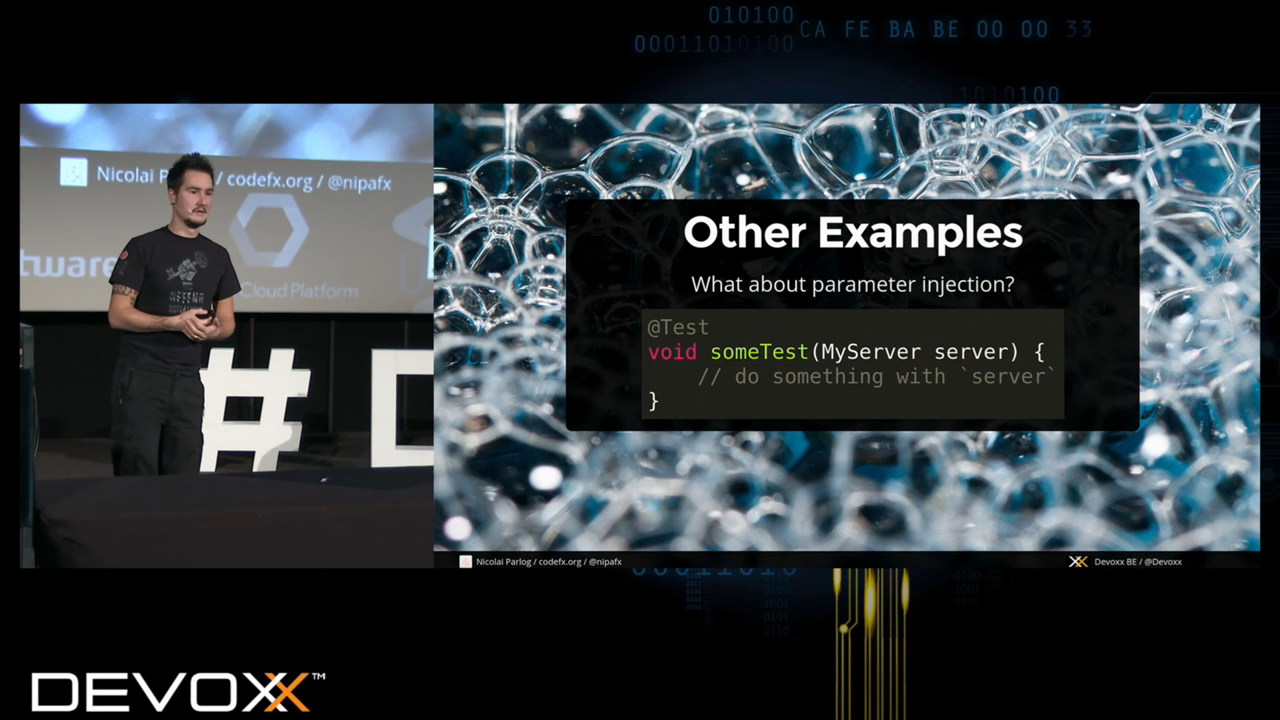 010100
00011010100
CA FE BA BE 00 00 33
11010100
Nicolai P / codefx.org / @nipafx
tware
Cloud Platform
# D
Other Examples
What about parameter injection?
@Test
void someTest(MyServer server) {
// do something with `server`
}
Nicolai Parlog / codefx.org / @nipafx
Devoxx BE / @Devoxx
DEVOXX™